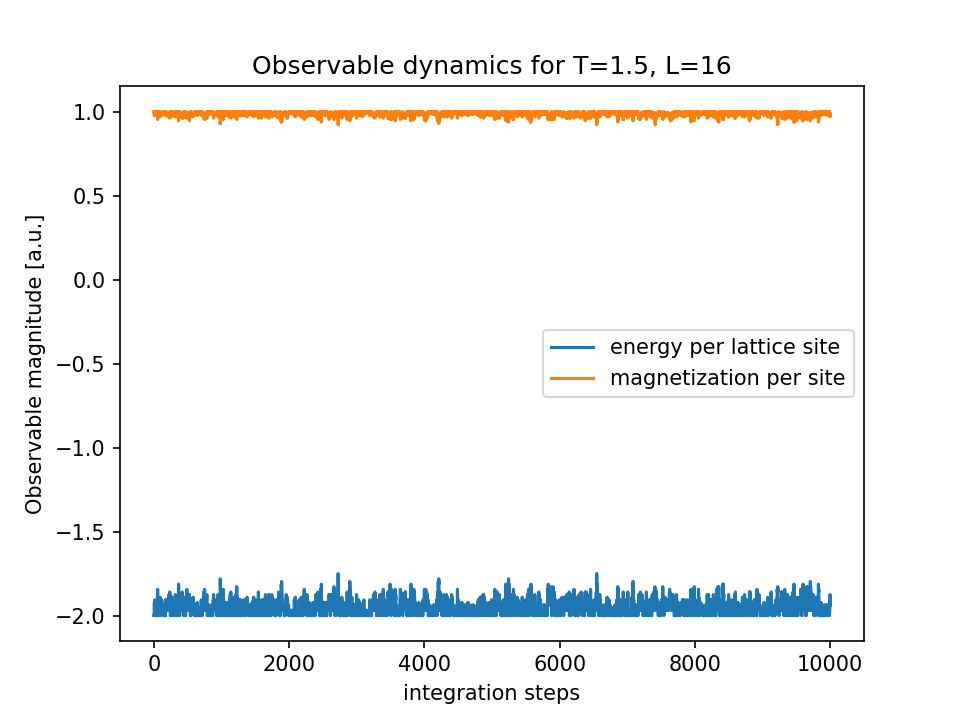 Observable dynamics for T=1.5, L=16
Observable magnitude [a.u.]
1.0
0.5
0.0
−0.5
−1.0
−1.5
−2.0
energy per lattice site
magnetization per site
0 2000 4000 6000 8000 10000
integration steps